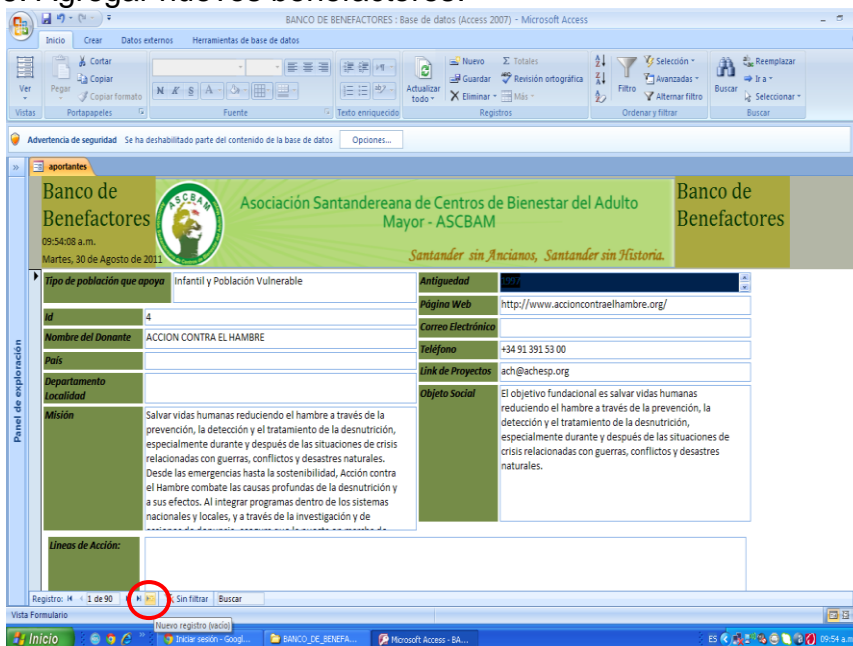 Agregar nuevos benefactores.
BANCO DE BENEFACTORES : Base de datos (Access 2007) - Microsoft Access
Inicio Crear Datos externos Herramientas de base de datos
Ver
Pegar
Cortar
Copiar
Copiar formato
N K S A
Actualizar todo
Nuevo
Guardar
Eliminar
Totales
Revisión ortográfica
Más
Filtro
Selección
Avanzadas
Alternar filtro
Buscar
Reemplazar
Ir a
Seleccionar
Vistas Portapapeles Fuente Texto enriquecido Registros Ordenar y filtrar Buscar
Advertencia de seguridad Se ha deshabilitado parte del contenido de la base de datos Opciones...
aportantes
Panel de exploración
Banco de
Benefactores
09:54:08 a.m.
Martes, 30 de Agosto de 2011
ASCBAM
Asociación Santandereana de Centros de Bienestar del Adulto
Mayor - ASCBAM
Santander sin Ancianos, Santander sin Historia.
Banco de
Benefactores
Tipo de población que apoya Infantil y Población Vulnerable
Id 4
Nombre del Donante ACCION CONTRA EL HAMBRE
País
Departamento
Localidad
Misión Salvar vidas humanas reduciendo el hambre a través de la
prevención, la detección y el tratamiento de la desnutrición,
especialmente durante y después de las situaciones de crisis
relacionadas con guerras, conflictos y desastres naturales.
Desde las emergencias hasta la sostenibilidad, Acción contra
el Hambre combate las causas profundas de la desnutrición y
a sus efectos. Al integrar programas dentro de los sistemas
nacionales y locales, y a través de la investigación y de
Antiguedad
Página Web http://www.accioncontraelhambre.org/
Correo Electrónico
Teléfono +34 91 391 53 00
Link de Proyectos ach@achesp.org
Objeto Social El objetivo fundacional es salvar vidas humanas
reduciendo el hambre a través de la prevención, la
detección y el tratamiento de la desnutrición,
especialmente durante y después de las situaciones de
crisis relacionadas con guerras, conflictos y desastres
naturales.
Lineas de Acción:
Registro: 1 de 90 Sin filtrar Buscar
Vista Formulario
Nuevo registro (vacío)
Inicio Iniciar sesión - Googl... BANCO_DE_BENEFA... Microsoft Access - BA... ES 09:54 a.m